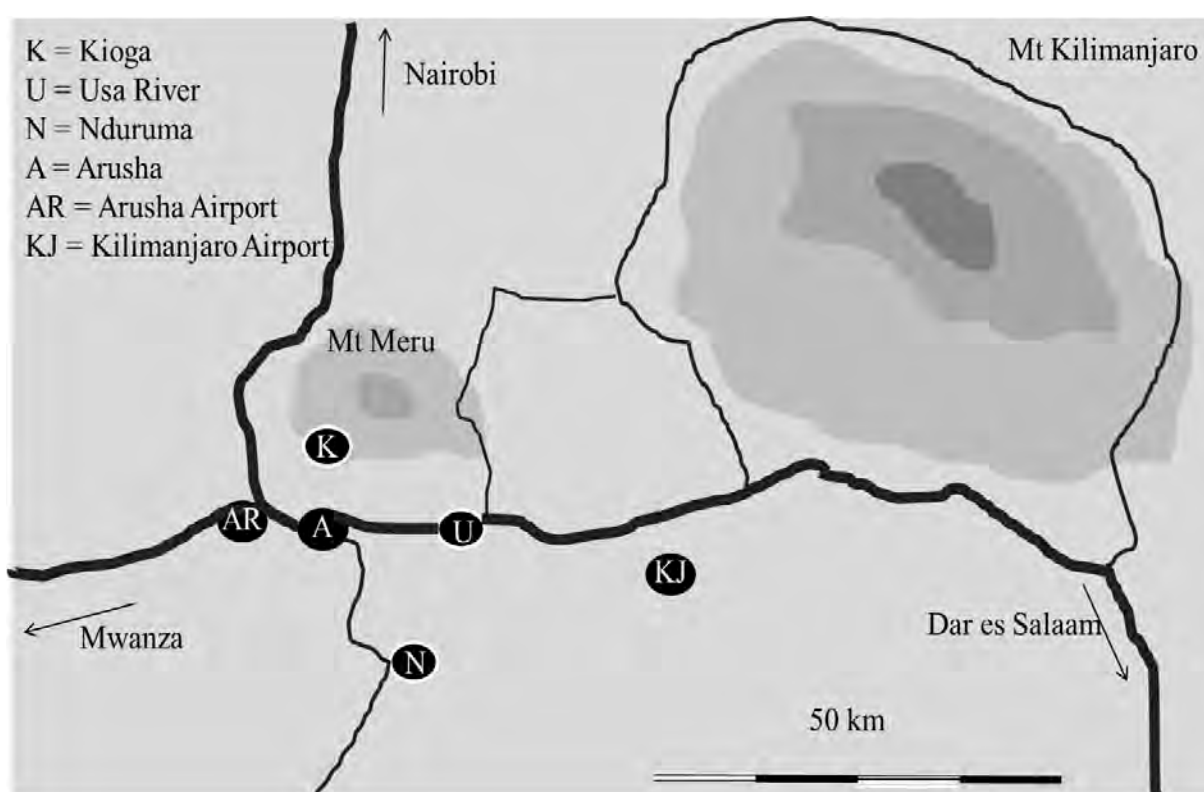 K = Kioga
U = Usa River
N = Nduruma
A = Arusha
AR = Arusha Airport
KJ = Kilimanjaro Airport
Nairobi
Mt Kilimanjaro
Mt Meru
K
AR
A
U
KJ
N
Mwanza
Dar es Salaam
50 km